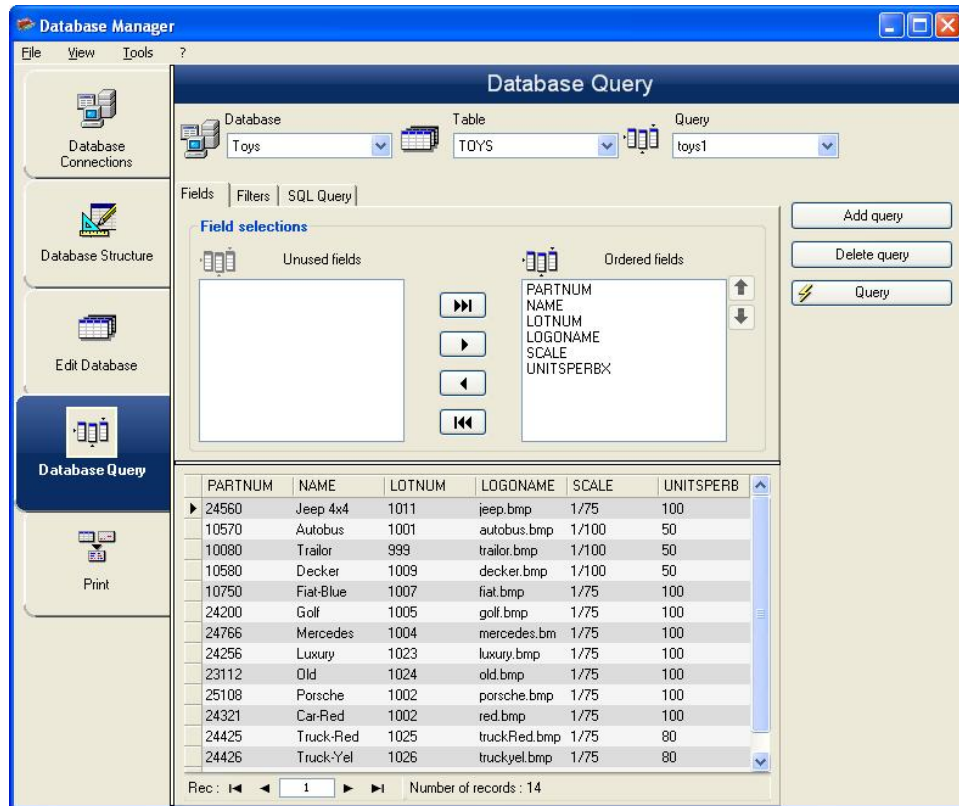 Database Manager
File View Tools ?
Database Connections
Database Structure
Edit Database
Database Query
Print
Database Query
Database Table Query
Toys TOYS toys1
Fields Filters SQL Query
Field selections
Unused fields Ordered fields
PARTNUM
NAME
LOTNUM
LOGONAME
SCALE
UNITSPERBX
Add query
Delete query
Query
PARTNUM NAME LOTNUM LOGONAME SCALE UNITSPERB
24560 Jeep 4x4 1011 jeep.bmp 1/75 100
10570 Autobus 1001 autobus.bmp 1/100 50
10080 Trailor 999 trailor.bmp 1/100 50
10580 Decker 1009 decker.bmp 1/100 50
10750 Fiat-Blue 1007 fiat.bmp 1/75 100
24200 Golf 1005 golf.bmp 1/75 100
24766 Mercedes 1004 mercedes.bm 1/75 100
24256 Luxury 1023 luxury.bmp 1/75 100
23112 Old 1024 old.bmp 1/75 100
25108 Porsche 1002 porsche.bmp 1/75 100
24321 Car-Red 1002 red.bmp 1/75 100
24425 Truck-Red 1025 truckRed.bmp 1/75 80
24426 Truck-Yel 1026 truckyel.bmp 1/75 80
Rec : 1 Number of records : 14